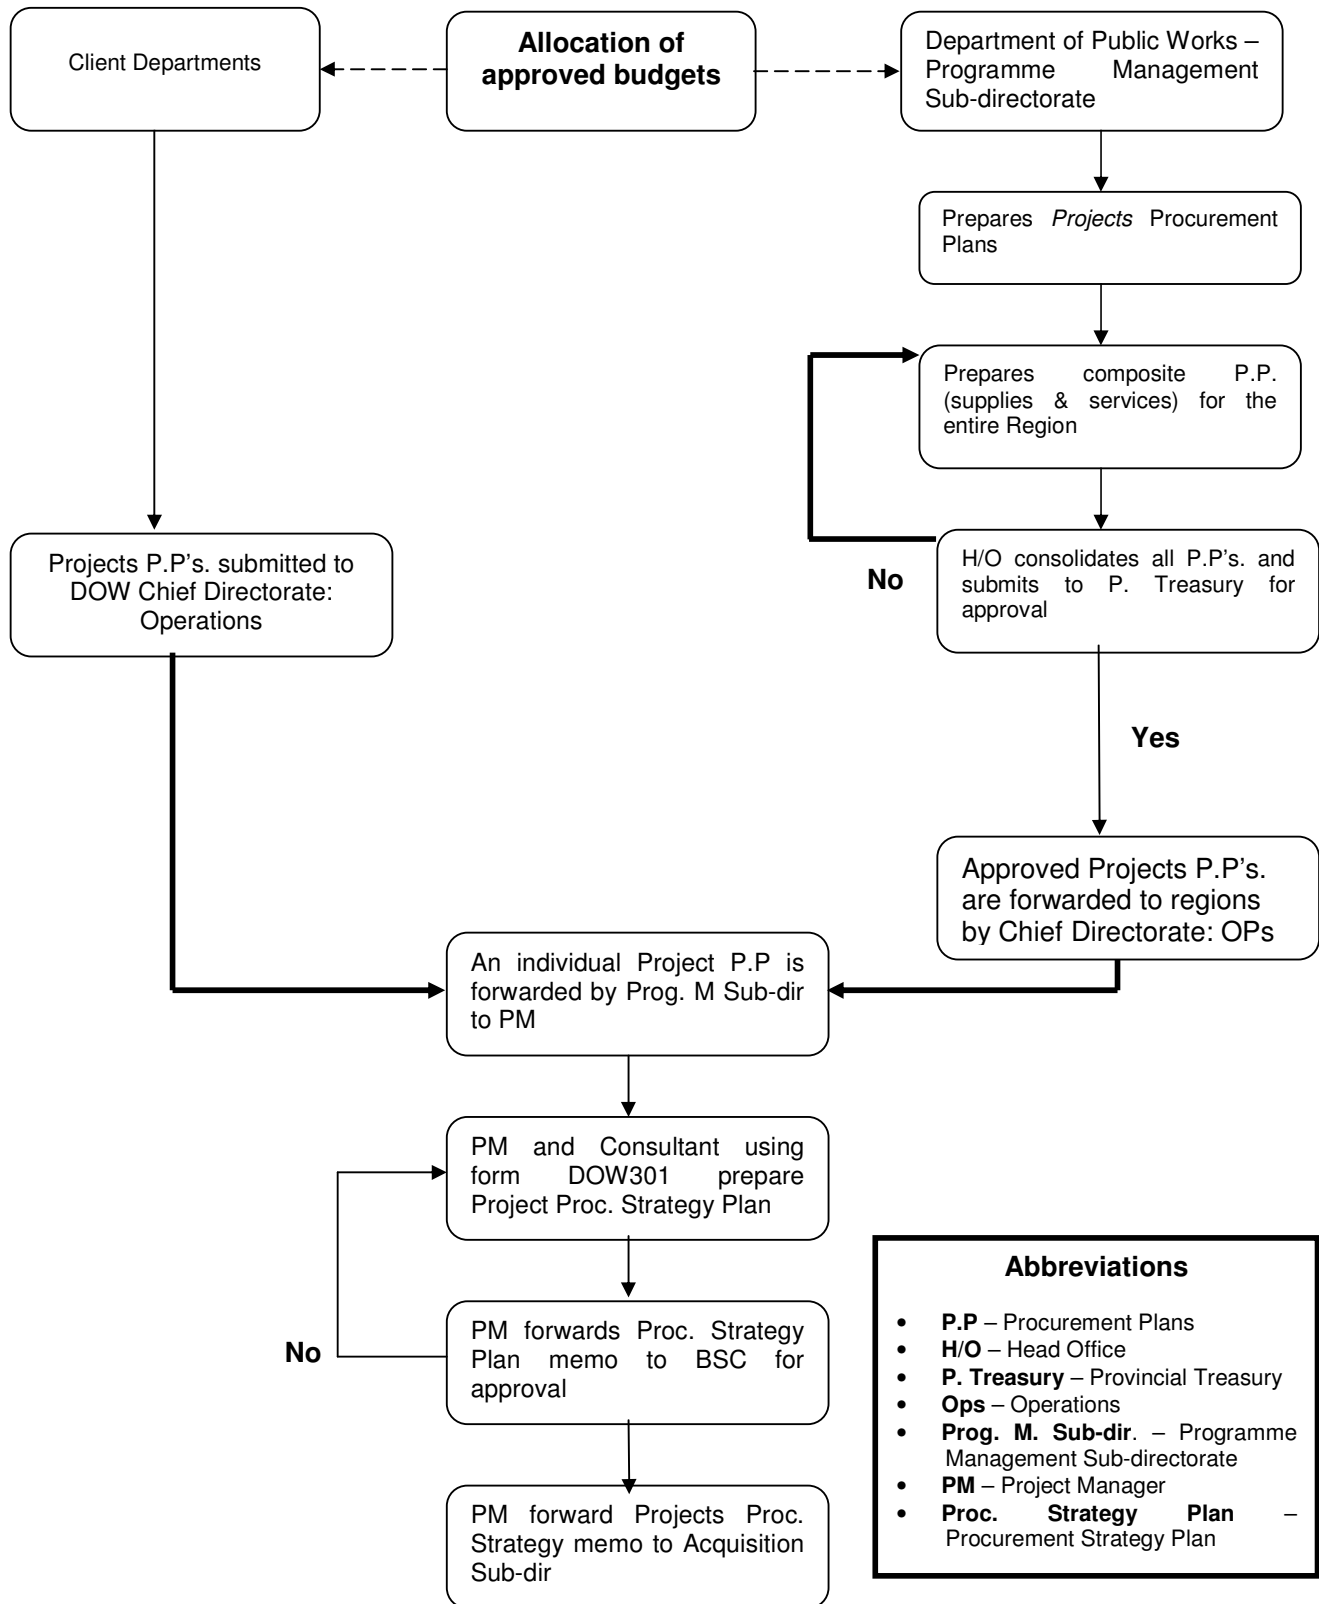 Client Departments
Allocation of
approved budgets
Department of Public Works –
Programme Management
Sub-directorate
Prepares Projects Procurement
Plans
Prepares composite P.P.
(supplies & services) for the
entire Region
Projects P.P's. submitted to
DOW Chief Directorate:
Operations
No
H/O consolidates all P.P's. and
submits to P. Treasury for
approval
Yes
Approved Projects P.P's.
are forwarded to regions
by Chief Directorate: OPs
An individual Project P.P is
forwarded by Prog. M Sub-dir
to PM
PM and Consultant using
form DOW301 prepare
Project Proc. Strategy Plan
No
PM forwards Proc. Strategy
Plan memo to BSC for
approval
PM forward Projects Proc.
Strategy memo to Acquisition
Sub-dir
Abbreviations
• P.P – Procurement Plans
• H/O – Head Office
• P. Treasury – Provincial Treasury
• Ops – Operations
• Prog. M. Sub-dir. – Programme
Management Sub-directorate
• PM – Project Manager
• Proc. Strategy Plan –
Procurement Strategy Plan